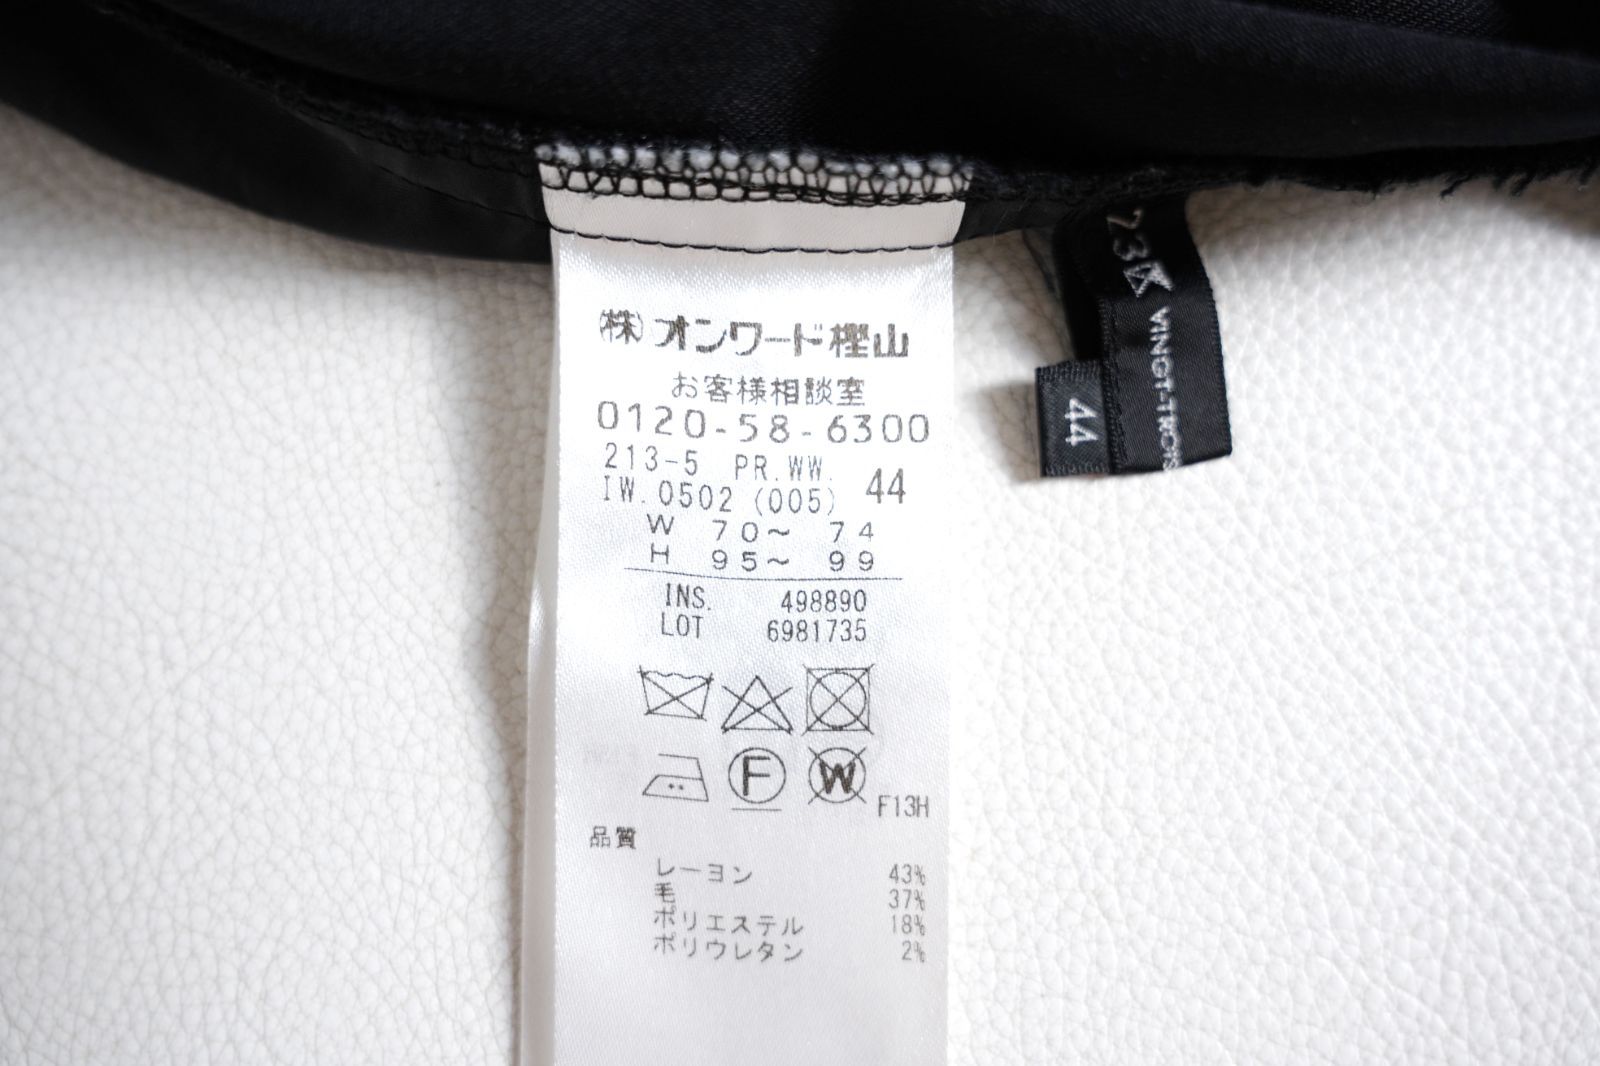 (株)オンワード樫山
お客様相談室
0120-58-6300
213-5 PR.WW.
IW.0502 (005) 44
W 70～ 74
H 95～ 99
INS. 498890
LOT 6981735
F
W
F13H
品質
レーヨン 43%
毛 37%
ポリエステル 18%
ポリウレタン 2%
23区
VINGT-TROIS
44